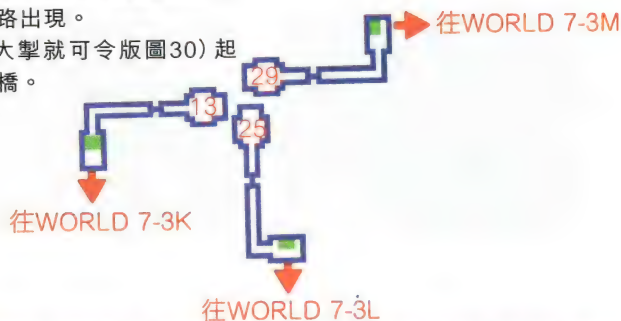 路出現。
往WORLD 7-3M
大掣就可令版圖30) 起
橋。
29
13
25
往WORLD 7-3K
往WORLD 7-3L